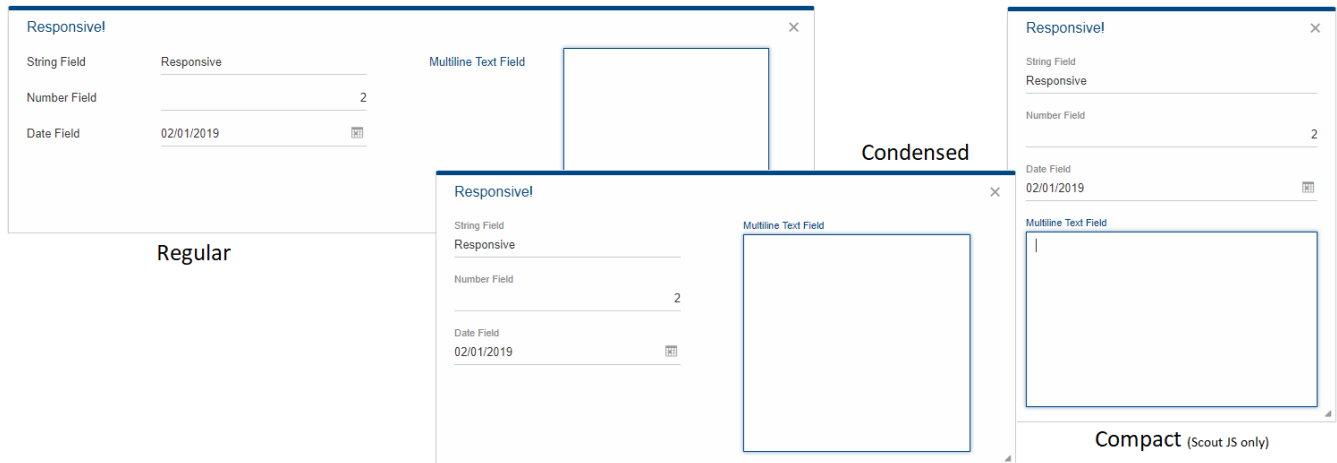 Responsive!
String Field Responsive
Number Field 2
Date Field 02/01/2019
Multiline Text Field
Regular
Condensed
Responsive!
String Field
Responsive
Number Field
2
Date Field
02/01/2019
Multiline Text Field
Responsive!
String Field
Responsive
Number Field
2
Date Field
02/01/2019
Multiline Text Field
Compact (Scout JS only)